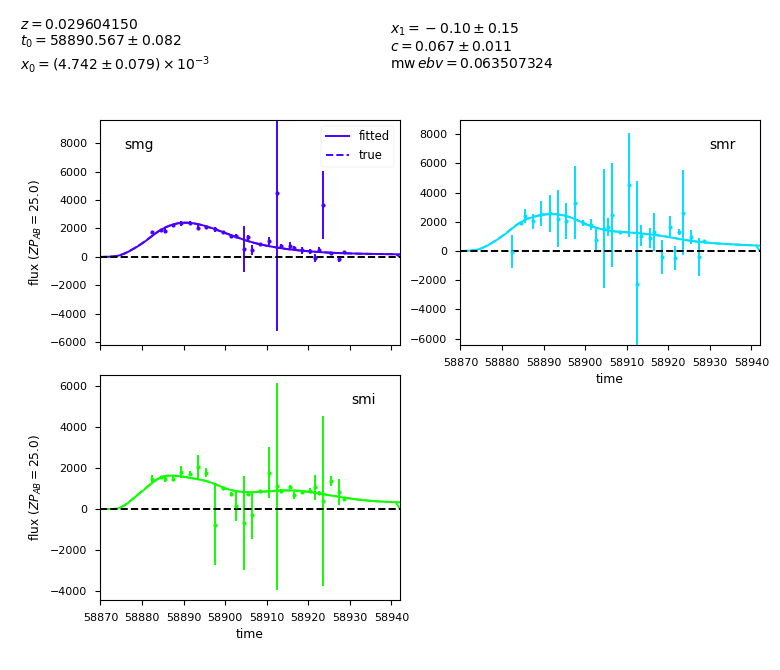 z = 0.029604150
t₀ = 58890.567 ± 0.082
x₀ = (4.742 ± 0.079) × 10⁻³
x₁ = −0.10 ± 0.15
c = 0.067 ± 0.011
mw ebv = 0.063507324
smg
fitted
true
8000
6000
4000
2000
0
−2000
−4000
−6000
flux (ZP_AB = 25.0)
smr
8000
6000
4000
2000
0
−2000
−4000
−6000
58870 58880 58890 58900 58910 58920 58930 58940
time
smi
6000
4000
2000
0
−2000
−4000
flux (ZP_AB = 25.0)
58870 58880 58890 58900 58910 58920 58930 58940
time